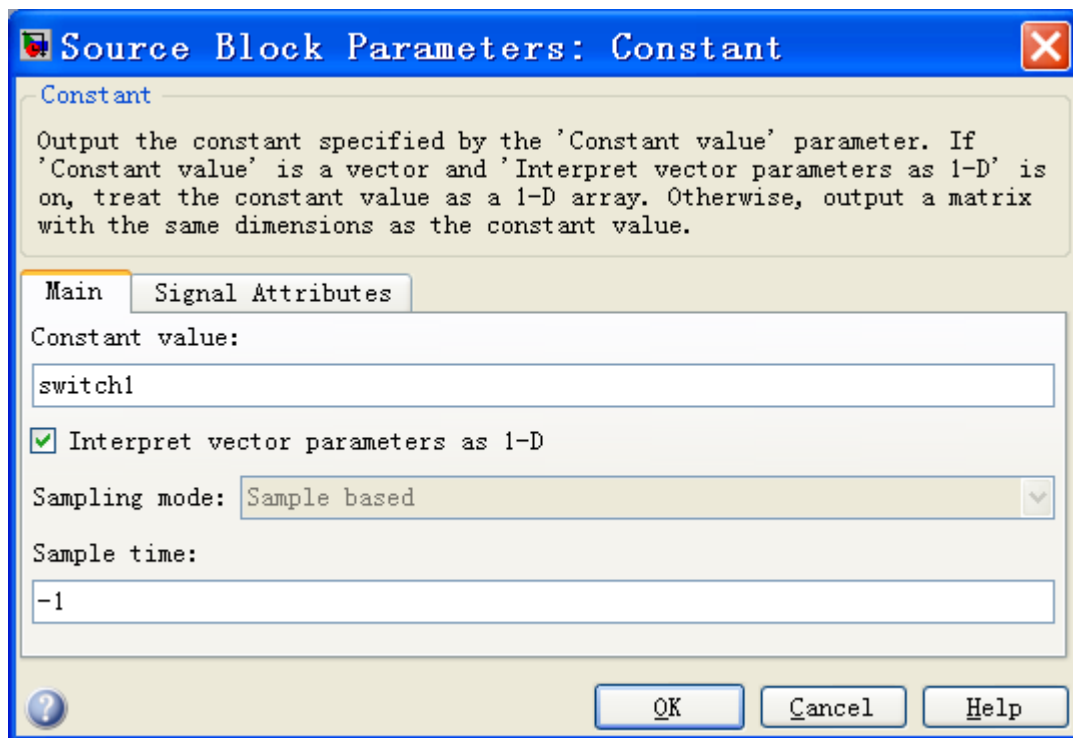 Source Block Parameters: Constant
Constant
Output the constant specified by the 'Constant value' parameter. If
'Constant value' is a vector and 'Interpret vector parameters as 1-D' is
on, treat the constant value as a 1-D array. Otherwise, output a matrix
with the same dimensions as the constant value.
Main Signal Attributes
Constant value:
switch1
Interpret vector parameters as 1-D
Sampling mode: Sample based
Sample time:
-1
? OK Cancel Help